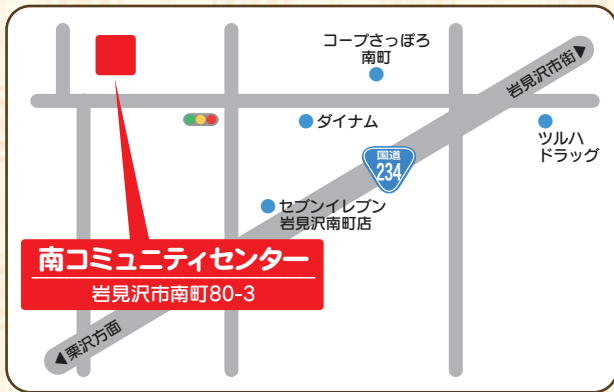 コープさっぽろ
南町
岩見沢市街▶
ダイナム
ツルハ
ドラッグ
国道
234
セブンイレブン
岩見沢南町店
南コミュニティセンター
岩見沢市南町80-3
▲栗沢方面